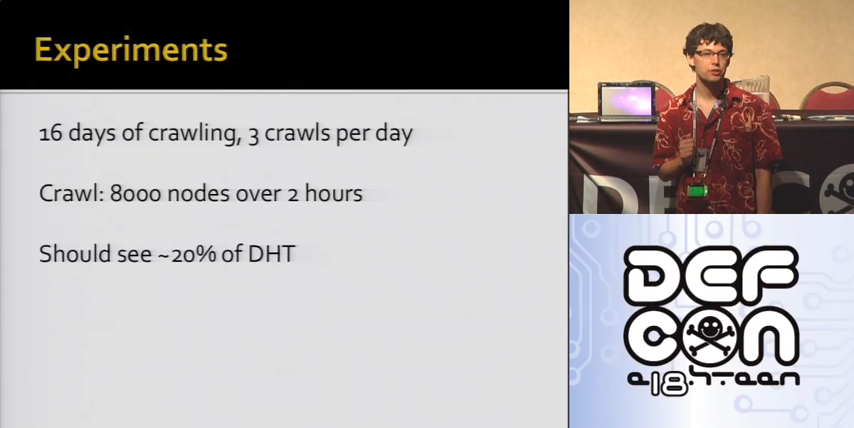 Experiments
16 days of crawling, 3 crawls per day
Crawl: 8000 nodes over 2 hours
Should see ~20% of DHT
DEF
CON